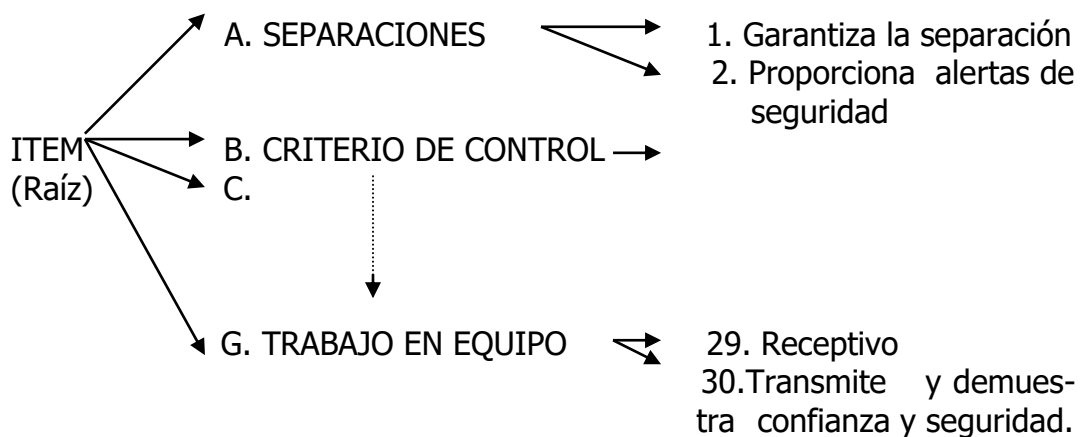 A. SEPARACIONES
1. Garantiza la separación
2. Proporciona alertas de
seguridad
ITEM
(Raíz)
B. CRITERIO DE CONTROL
C.
G. TRABAJO EN EQUIPO
29. Receptivo
30.Transmite y demues-
tra confianza y seguridad.